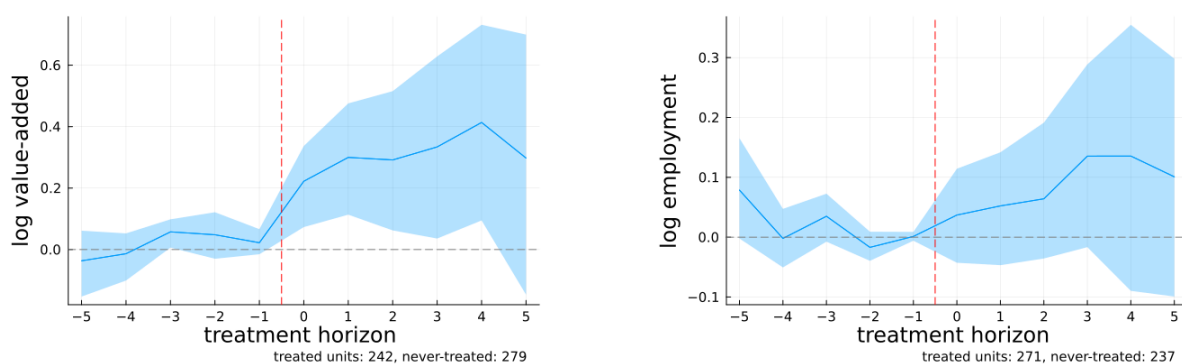 log value-added
0.6
0.4
0.2
0.0
−5 −4 −3 −2 −1 0 1 2 3 4 5
treatment horizon
treated units: 242, never-treated: 279
log employment
0.3
0.2
0.1
0.0
−0.1
−5 −4 −3 −2 −1 0 1 2 3 4 5
treatment horizon
treated units: 271, never-treated: 237